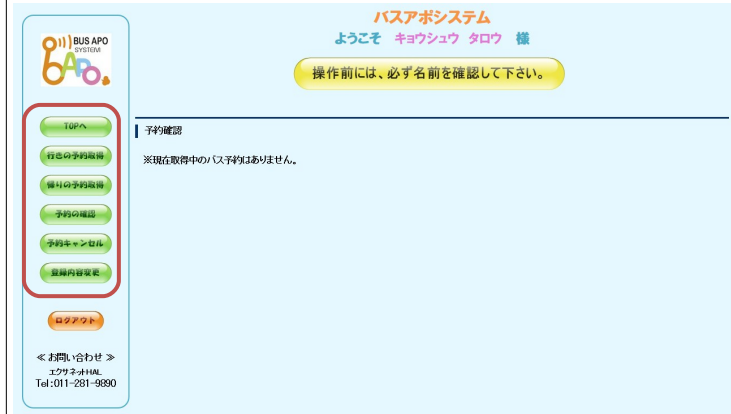 BUS APO
SYSTEM
bAPo.
TOPへ
行きの予約取得
帰りの予約取得
予約の確認
予約キャンセル
登録内容変更
ログアウト
≪お問い合わせ≫
エクサネットHAL
Tel:011-281-9890
バスアポシステム
ようこそ キョウシュウ タロウ 様
操作前には、必ず名前を確認して下さい。
予約確認
※現在取得中のバス予約はありません。